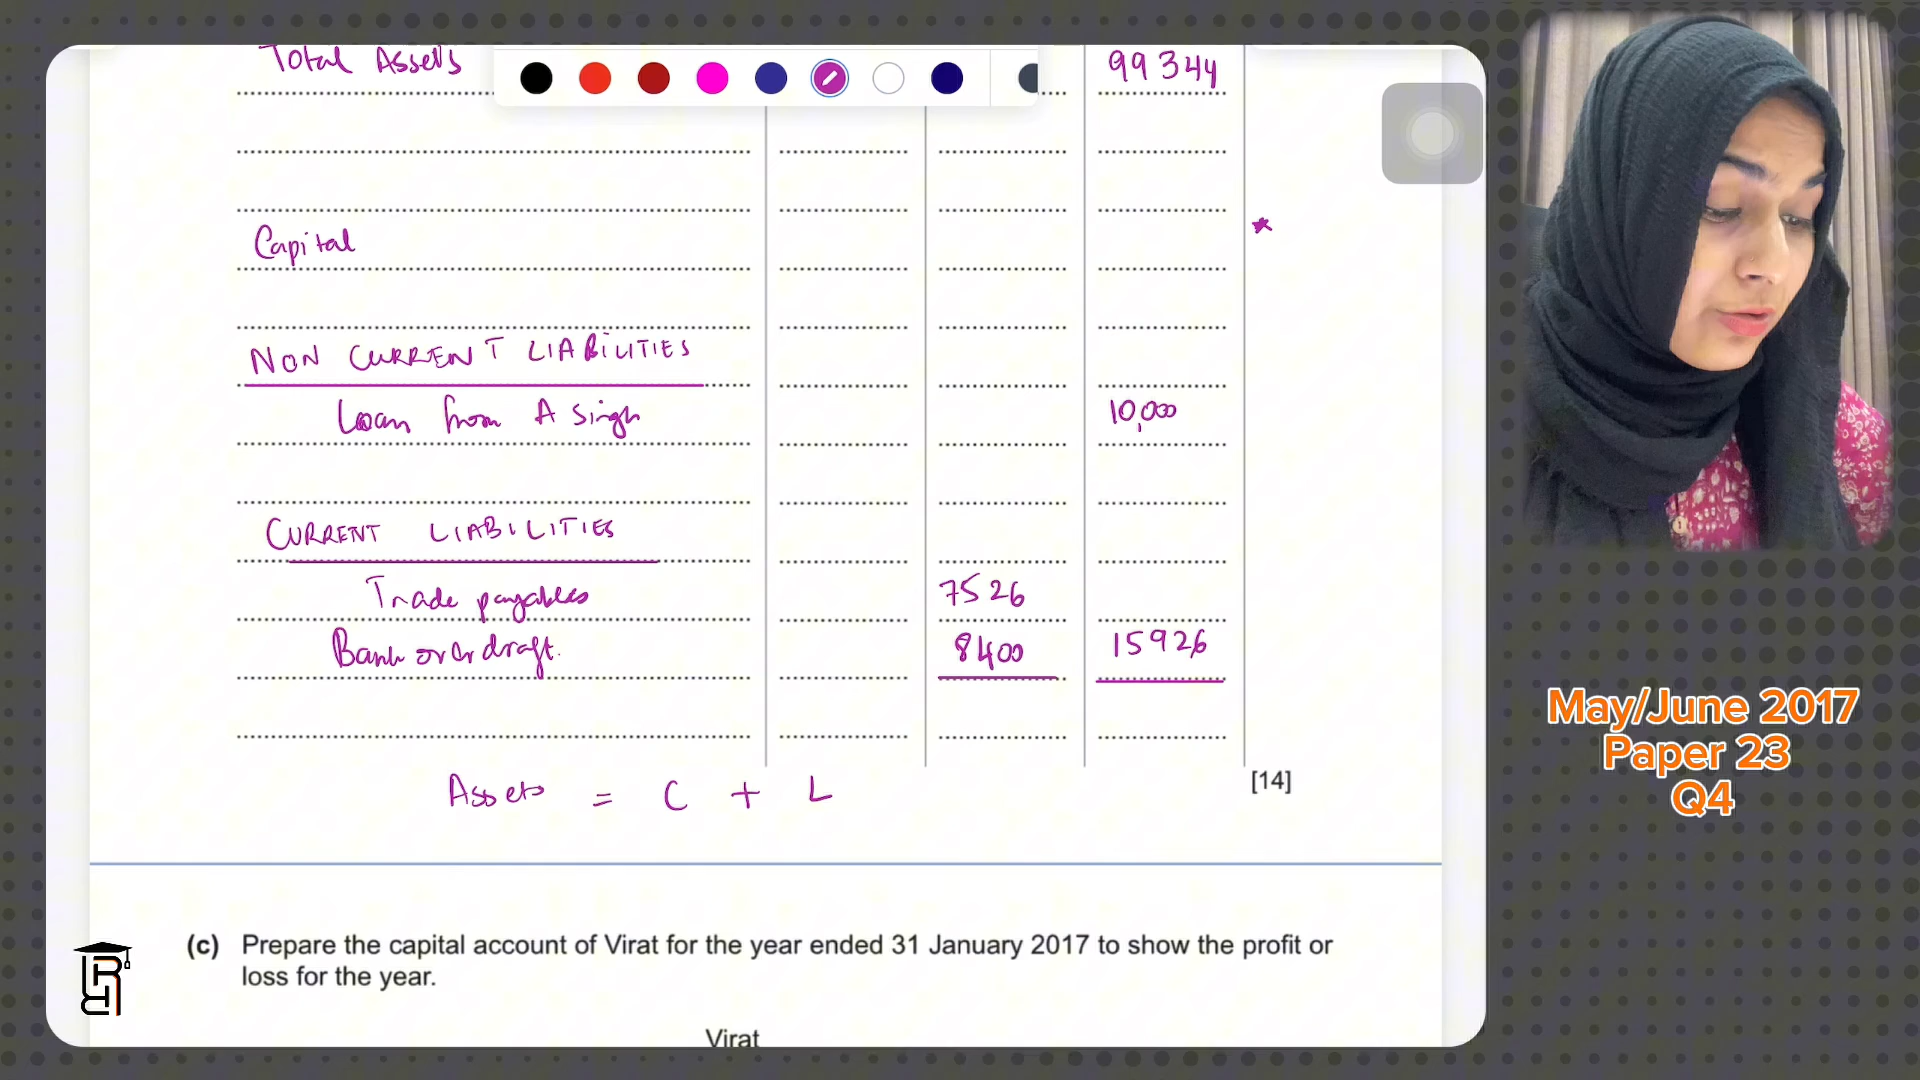 Total Assets 99344
Capital
*
NON CURRENT LIABILITIES
Loan from A Singh 10,000
CURRENT LIABILITIES
Trade payables 7526
Bank overdraft. 8400 15926
Assets = C + L
[14]
(c) Prepare the capital account of Virat for the year ended 31 January 2017 to show the profit or
loss for the year.
Virat
May/June 2017
Paper 23
Q4